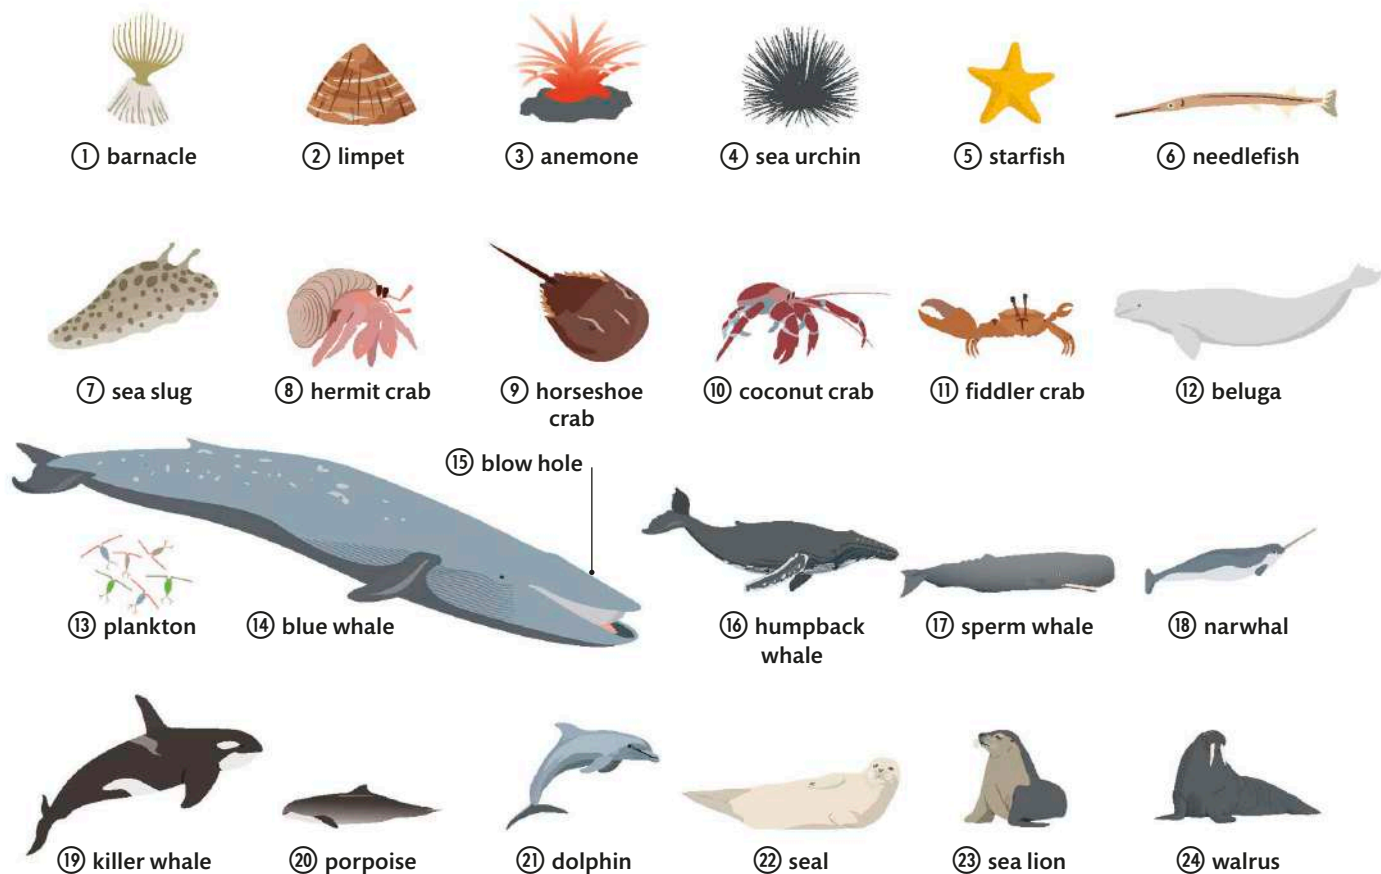 ① barnacle
② limpet
③ anemone
④ sea urchin
⑤ starfish
⑥ needlefish
⑦ sea slug
⑧ hermit crab
⑨ horseshoe
crab
⑩ coconut crab
⑪ fiddler crab
⑫ beluga
⑮ blow hole
⑬ plankton
⑭ blue whale
⑯ humpback
whale
⑰ sperm whale
⑱ narwhal
⑲ killer whale
⑳ porpoise
㉑ dolphin
㉒ seal
㉓ sea lion
㉔ walrus